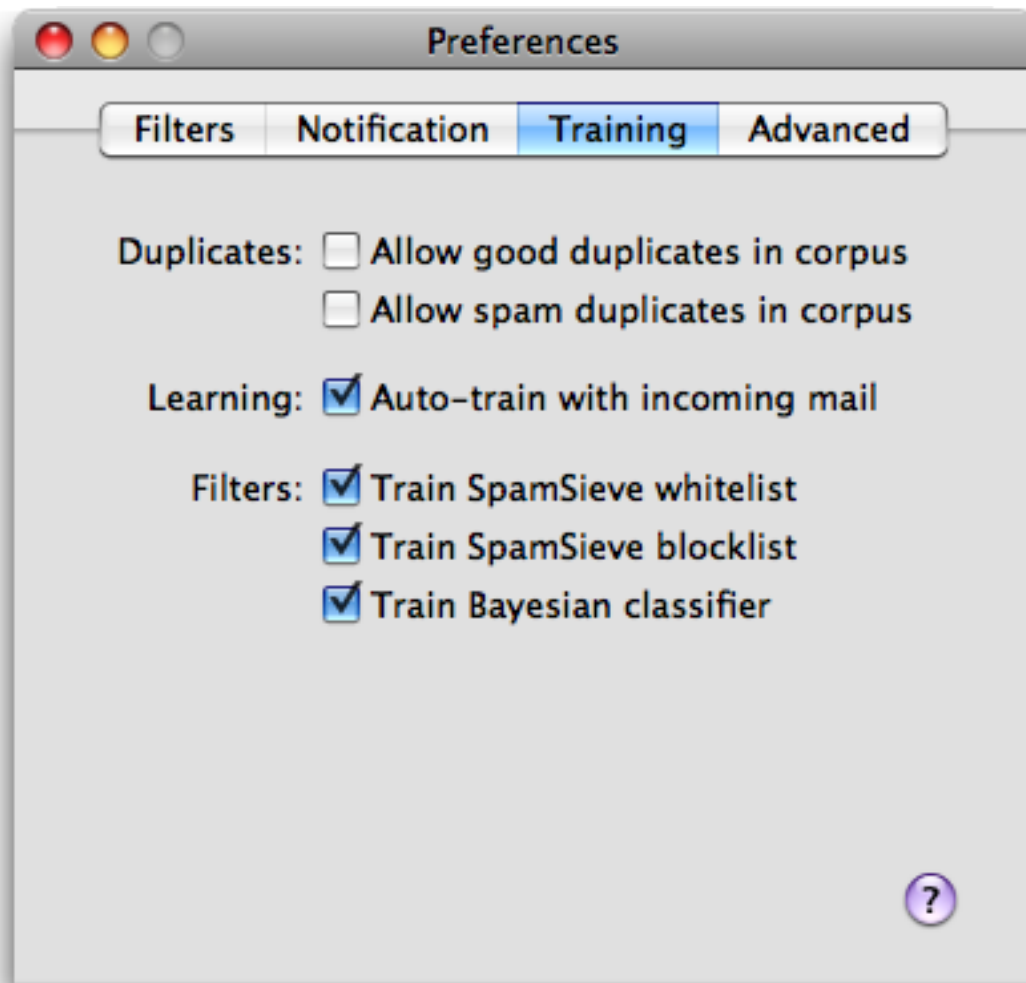 Preferences
Filters Notification Training Advanced
Duplicates: Allow good duplicates in corpus
Allow spam duplicates in corpus
Learning: Auto-train with incoming mail
Filters: Train SpamSieve whitelist
Train SpamSieve blocklist
Train Bayesian classifier
?